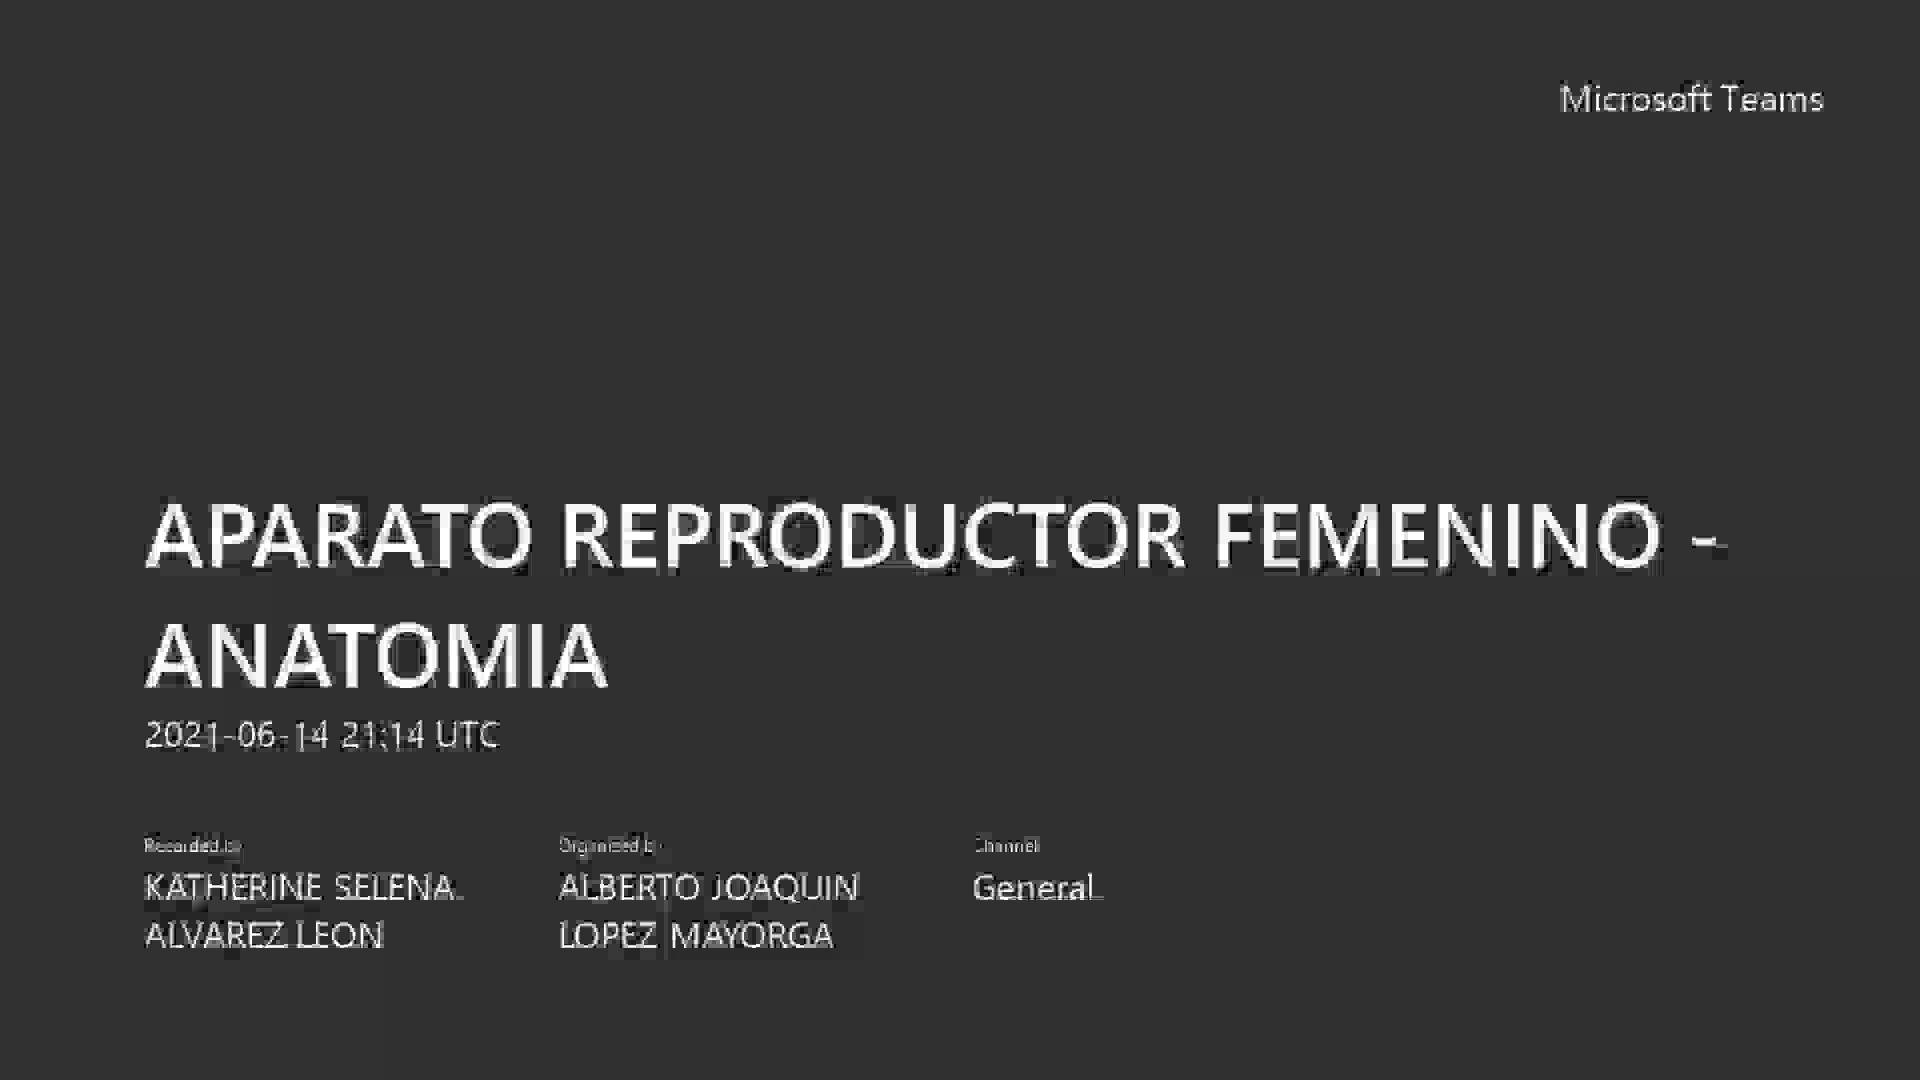 Microsoft Teams
APARATO REPRODUCTOR FEMENINO -
ANATOMIA
2021-06-14 21:14 UTC
Recorded by
Organized by
Channel
KATHERINE SELENA
ALBERTO JOAQUIN
General
ALVAREZ LEON
LOPEZ MAYORGA